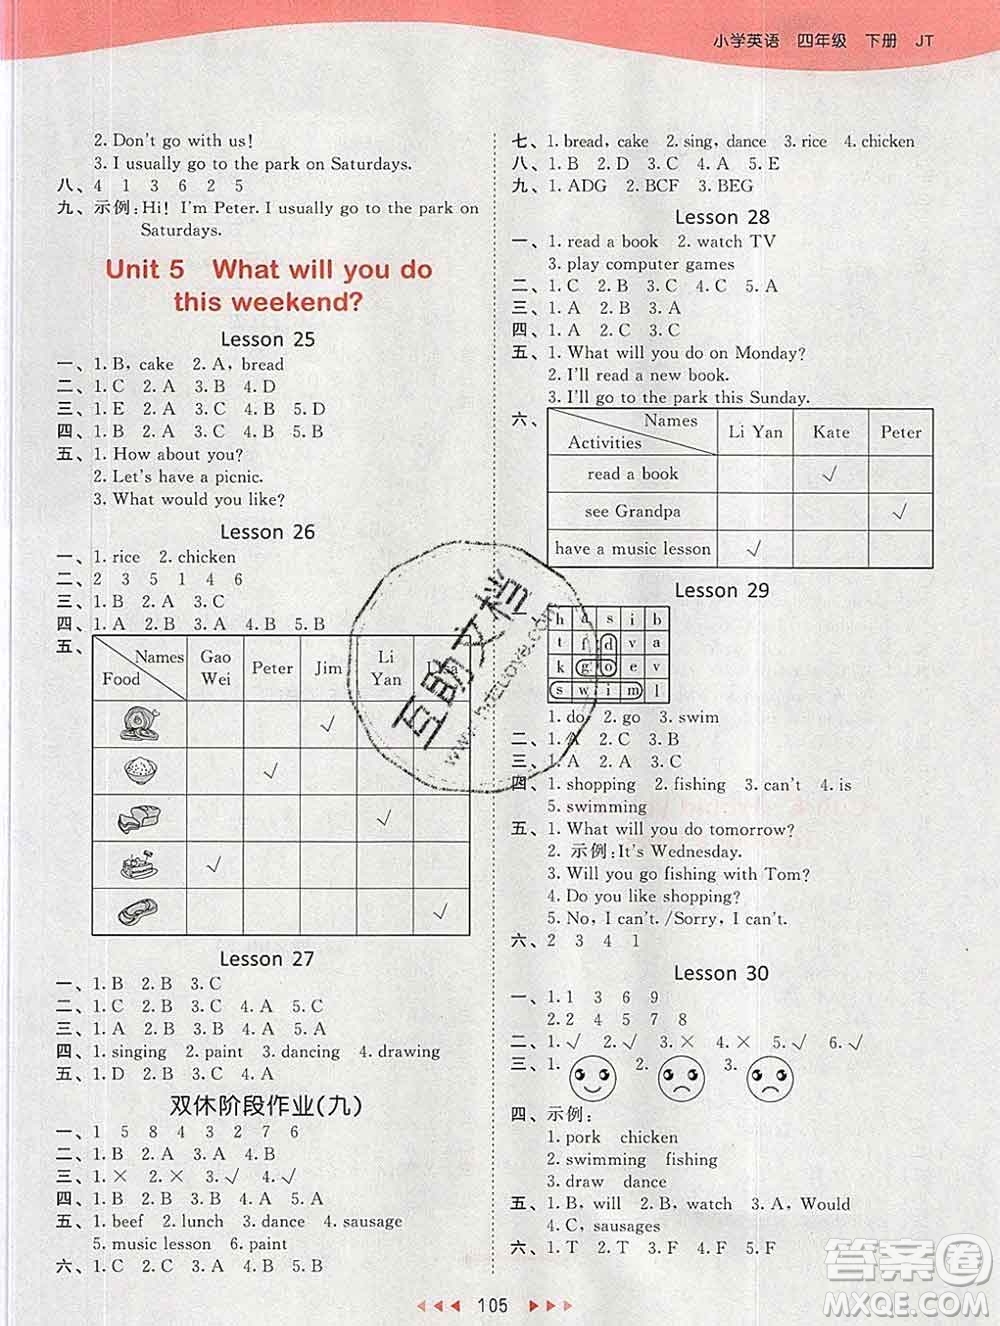 小学英语 四年级 下册 JT
2. Don't go with us!
3. I usually go to the park on Saturdays.
八、4 1 3 6 2 5
九、示例:Hi! I'm Peter. I usually go to the park on
Saturdays.
Unit 5 What will you do
this weekend?
Lesson 25
一、1. B, cake 2. A, bread
二、1. C 2. A 3. B 4. D
三、1. E 2. A 3. C 4. B 5. D
四、1. B 2. A 3. A 4. B 5. B
五、1. How about you?
2. Let's have a picnic.
3. What would you like?
Lesson 26
一、1. rice 2. chicken
二、2 3 5 1 4 6
三、1. B 2. A 3. C
四、1. A 2. A 3. A 4. B 5. B
五、
Names Gao Wei Peter Jim Li Yan Lisa
Food
√
√
√
√
√
Lesson 27
一、1. B 2. B 3. C
二、1. C 2. B 3. C 4. A 5. C
三、1. A 2. B 3. B 4. A 5. A
四、1. singing 2. paint 3. dancing 4. drawing
五、1. D 2. B 3. C 4. A
双休阶段作业(九)
一、1 5 8 4 3 2 7 6
二、1. B 2. A 3. A 4. B
三、1. × 2. × 3. √ 4. √
四、1. B 2. B 3. A 4. A 5. B
五、1. beef 2. lunch 3. dance 4. sausage
5. music lesson 6. paint
六、1. C 2. C 3. A 4. B 5. A
七、1. bread, cake 2. sing, dance 3. rice 4. chicken
八、1. B 2. D 3. C 4. A 5. E
九、1. ADG 2. BCF 3. BEG
Lesson 28
一、1. read a book 2. watch TV
3. play computer games
二、1. C 2. B 3. C 4. C 5. A
三、1. A 2. B 3. C 4. B 5. A
四、1. A 2. C 3. C
五、1. What will you do on Monday?
2. I'll read a new book.
3. I'll go to the park this Sunday.
六、
Names Li Yan Kate Peter
Activities
read a book √
see Grandpa √
have a music lesson √
Lesson 29
一、
h a s i b
t f d v a
k g o l
s w i m l
1. do 2. go 3. swim
二、1. A 2. C 3. A
三、1. A 2. A 3. C
四、1. shopping 2. fishing 3. can't 4. is
5. swimming
五、1. What will you do tomorrow?
2. 示例:It's Wednesday.
3. Will you go fishing with Tom?
4. Do you like shopping?
5. No, I can't. /Sorry, I can't.
六、2 3 4 1
Lesson 30
一、1. 1 3 6 9
2. 2 4 5 7 8
二、1. √ 2. √ 3. × 4. × 5. √ 6. √
三、1. 2. 3.
四、示例:
1. pork chicken
2. swimming fishing
3. draw dance
五、1. B, will 2. B, watch 3. A, Would
4. C, sausages
六、1. T 2. T 3. F 4. F 5. F
105
互助文档
www.hdzuoye.com
答案圈
MXQE.COM